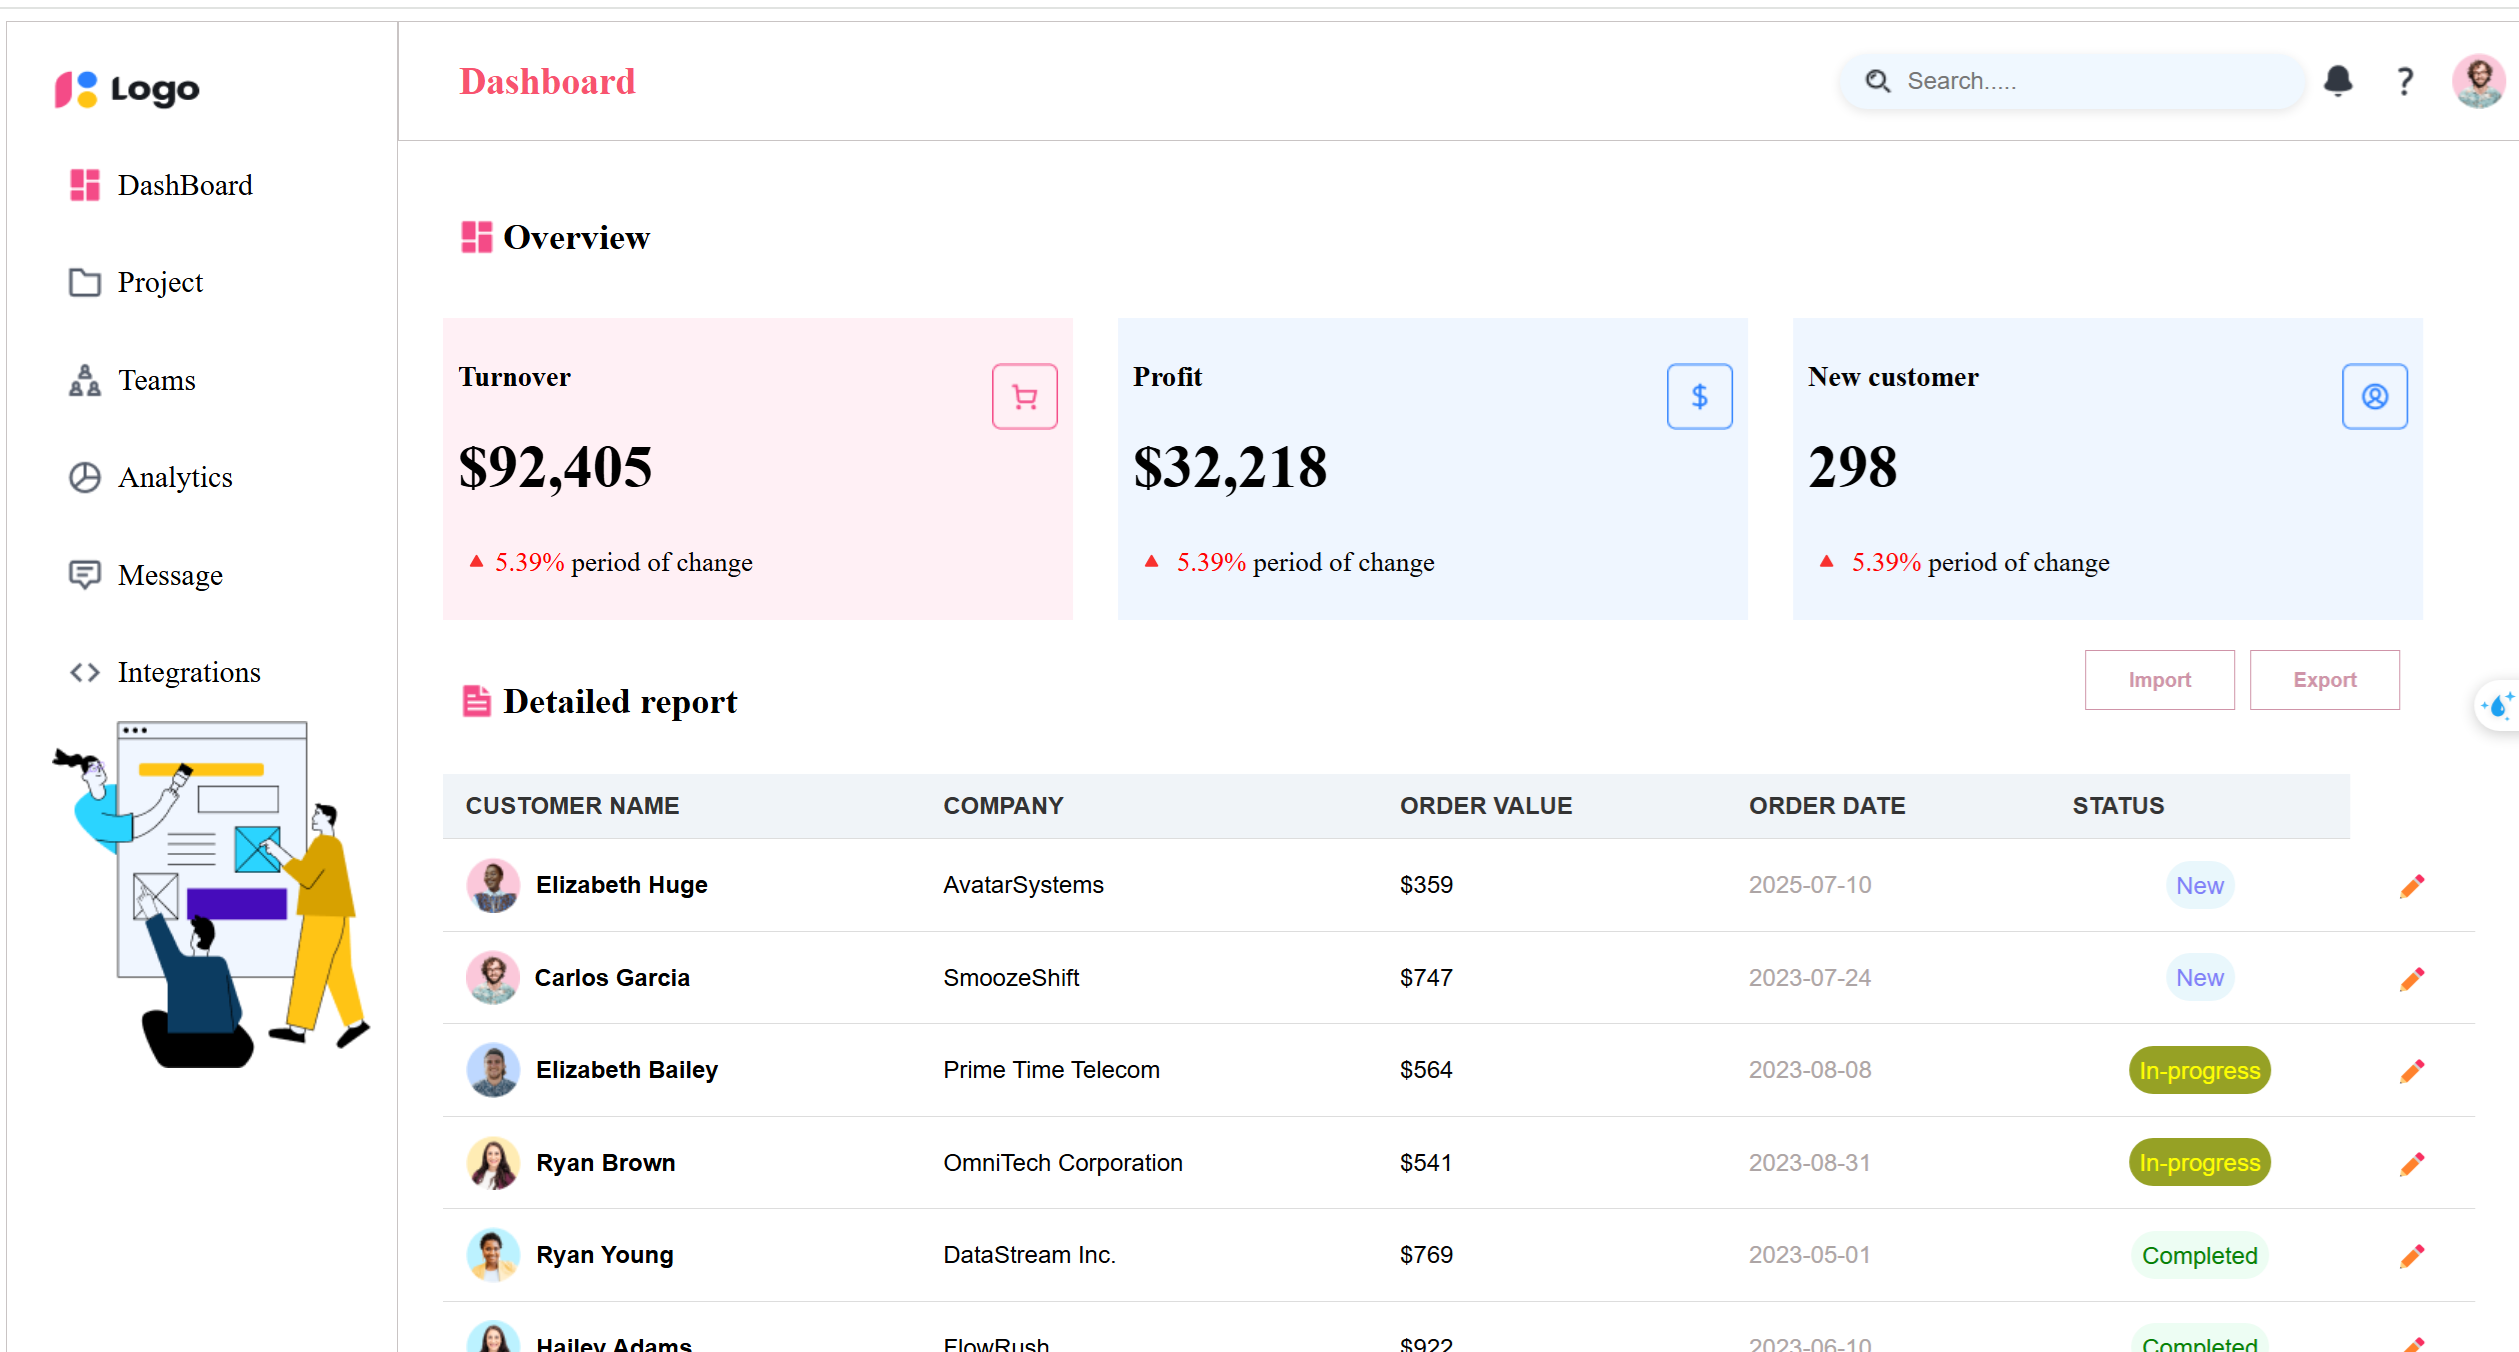 Logo
Dashboard
Search.....
?
DashBoard
Project
Teams
Analytics
Message
Integrations
Overview
Turnover
$92,405
5.39% period of change
Profit
$
$32,218
5.39% period of change
New customer
298
5.39% period of change
Detailed report
Import
Export
CUSTOMER NAME COMPANY ORDER VALUE ORDER DATE STATUS
Elizabeth Huge AvatarSystems $359 2025-07-10 New
Carlos Garcia SmoozeShift $747 2023-07-24 New
Elizabeth Bailey Prime Time Telecom $564 2023-08-08 In-progress
Ryan Brown OmniTech Corporation $541 2023-08-31 In-progress
Ryan Young DataStream Inc. $769 2023-05-01 Completed
Hailey Adams FlowRush $922 2023-06-10 Completed